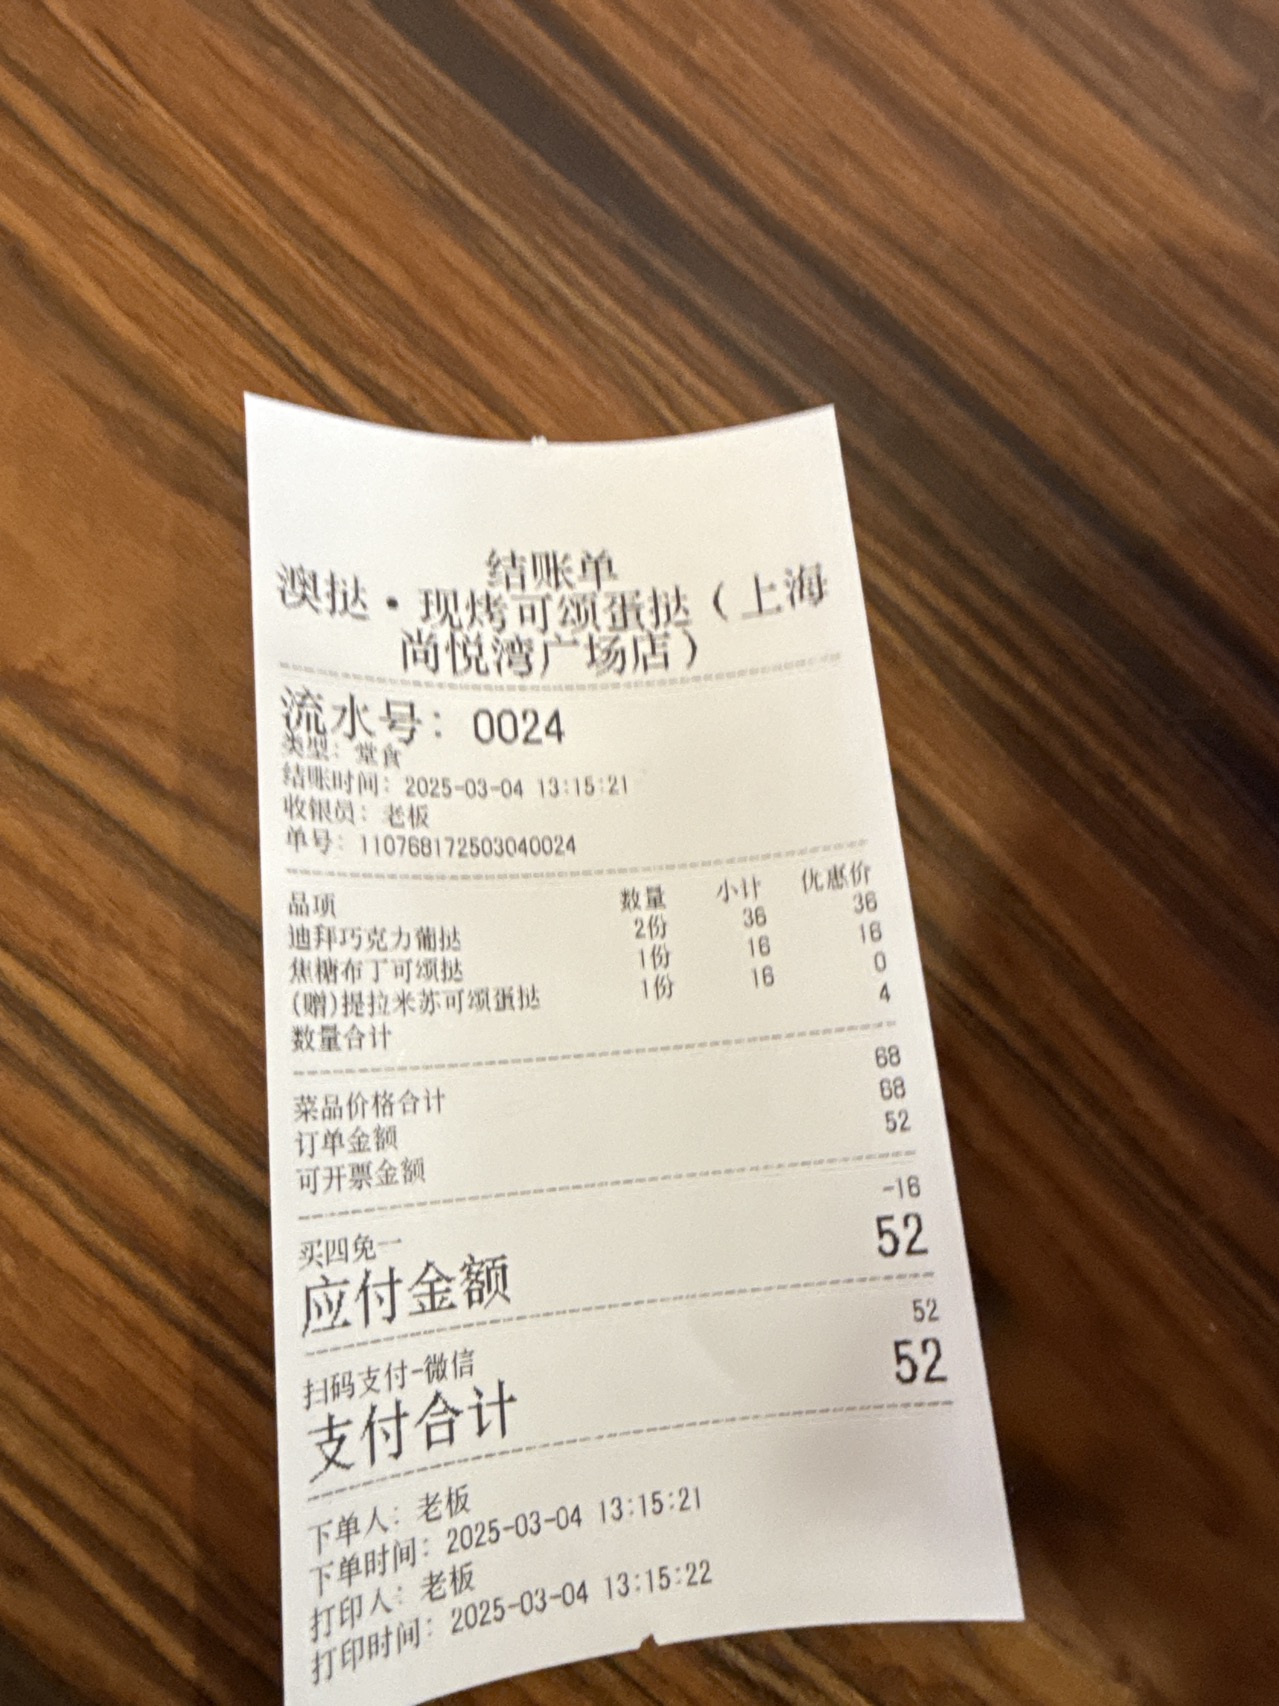 结账单
澳挞·现烤可颂蛋挞（上海
尚悦湾广场店）
流水号：0024
类型：堂食
结账时间：2025-03-04 13:15:21
收银员：老板
单号：110768172503040024
品项 数量 小计 优惠价
迪拜巧克力葡挞 2份 36 36
焦糖布丁可颂挞 1份 16 16
(赠)提拉米苏可颂蛋挞 1份 16 0
数量合计 4
菜品价格合计 68
订单金额 68
可开票金额 52
买四免一 -16
应付金额 52
扫码支付-微信 52
支付合计 52
下单人：老板
下单时间：2025-03-04 13:15:21
打印人：老板
打印时间：2025-03-04 13:15:22